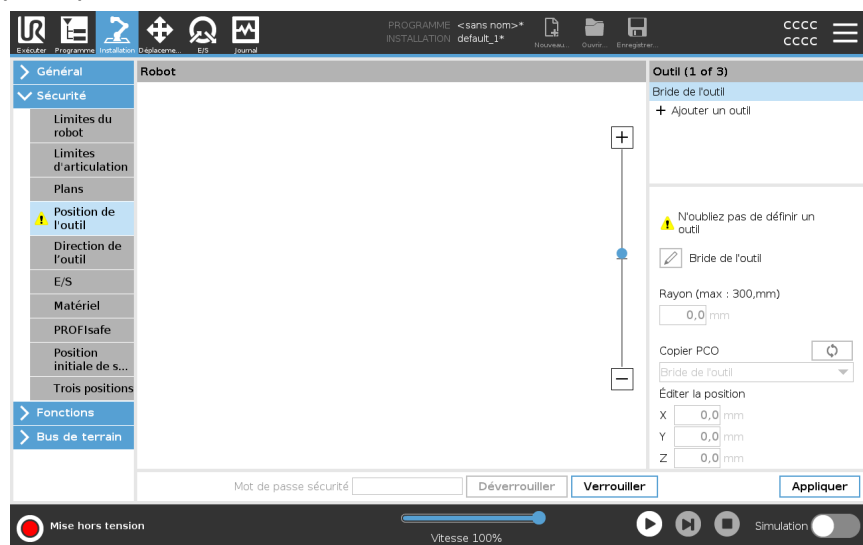 PROGRAMME <sans nom>*
INSTALLATION default_1*
Exécuter Programme Installation Déplaceme... E/S Journal
Nouveau... Ouvrir... Enregistrer...
cccc
cccc
Général
Sécurité
Limites du
robot
Limites
d'articulation
Plans
Position de
l'outil
Direction de
l'outil
E/S
Matériel
PROFIsafe
Position
initiale de s...
Trois positions
Fonctions
Bus de terrain
Robot
Outil (1 of 3)
Bride de l'outil
+ Ajouter un outil
N'oubliez pas de définir un
outil
Bride de l'outil
Rayon (max : 300,mm)
0,0 mm
Copier PCO
Bride de l'outil
Éditer la position
X 0,0 mm
Y 0,0 mm
Z 0,0 mm
Mot de passe sécurité Déverrouiller Verrouiller Appliquer
Mise hors tension
Vitesse 100%
Simulation